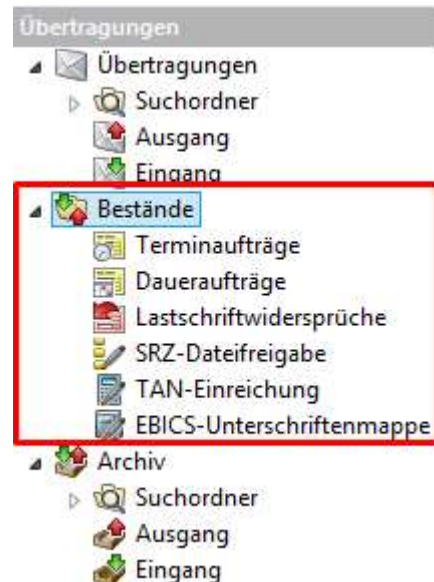 Übertragungen
Übertragungen
Suchordner
Ausgang
Eingang
Bestände
Terminaufträge
Daueraufträge
Lastschriftwidersprüche
SRZ-Dateifreigabe
TAN-Einreichung
EBICS-Unterschriftenmappe
Archiv
Suchordner
Ausgang
Eingang